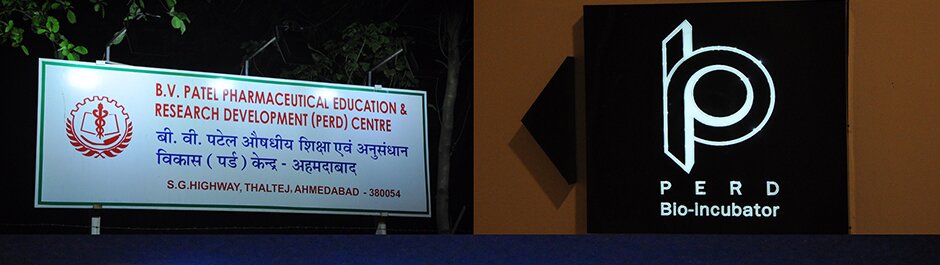 B.V. PATEL PHARMACEUTICAL EDUCATION &
RESEARCH DEVELOPMENT (PERD) CENTRE
बी. वी. पटेल औषधीय शिक्षा एवं अनुसंधान
विकास ( पर्ड ) केन्द्र - अहमदाबाद
S.G.HIGHWAY, THALTEJ, AHMEDABAD - 380054
PERD
Bio-Incubator